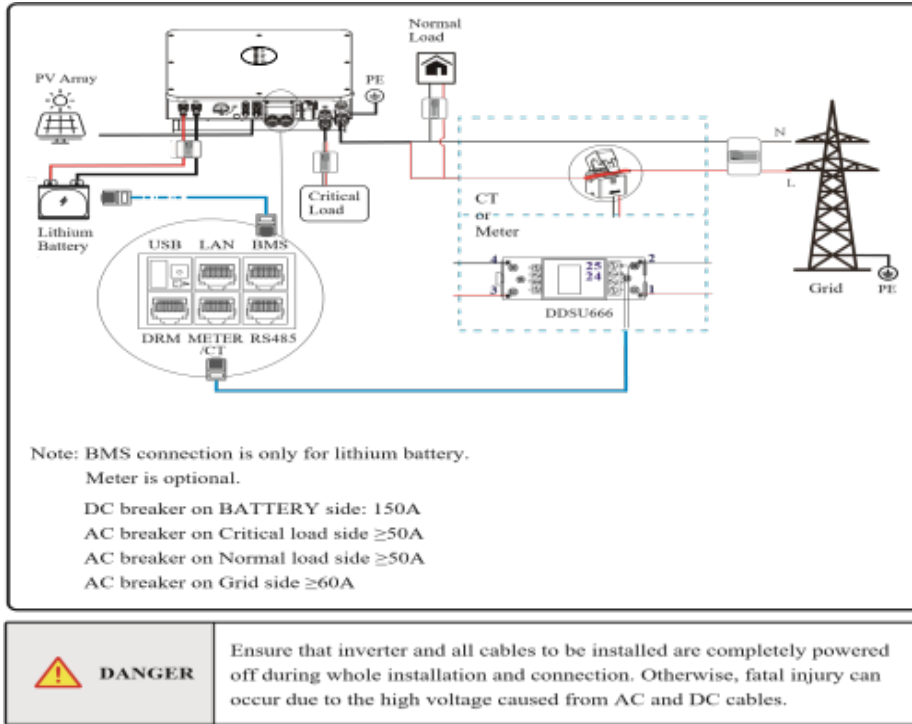 Normal
Load
PV Array
PE
N
L
Critical
Load
CT
or
Meter
Lithium
Battery
USB LAN BMS
4
2
25
24
3
1
DDSU666
Grid
PE
DRM METER RS485
/CT
Note: BMS connection is only for lithium battery.
Meter is optional.
DC breaker on BATTERY side: 150A
AC breaker on Critical load side ≥50A
AC breaker on Normal load side ≥50A
AC breaker on Grid side ≥60A
DANGER
Ensure that inverter and all cables to be installed are completely powered
off during whole installation and connection. Otherwise, fatal injury can
occur due to the high voltage caused from AC and DC cables.